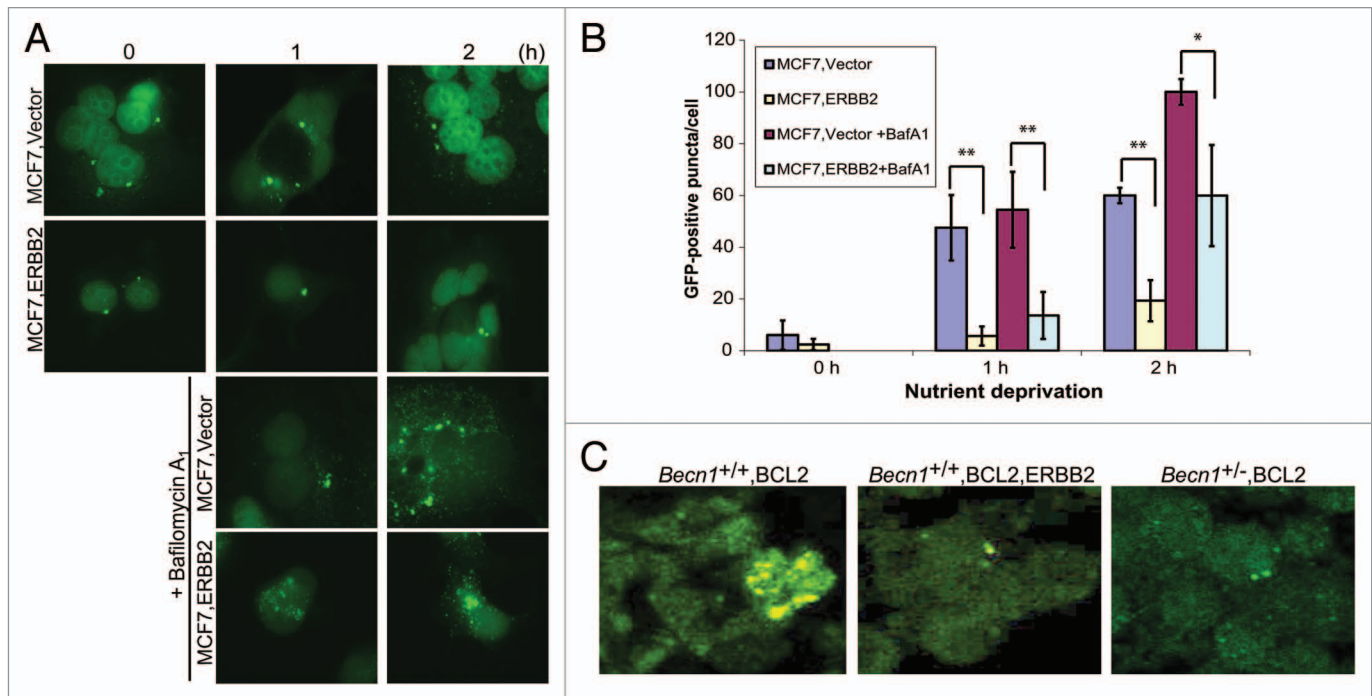 A
0 1 2 (h)
MCF7,Vector
MCF7,ERBB2
+ Bafilomycin A1
MCF7,Vector
MCF7,ERBB2
B
GFP-positive puncta/cell
120
100
80
60
40
20
0
MCF7,Vector
MCF7,ERBB2
MCF7,Vector +BafA1
MCF7,ERBB2+BafA1
** ** ** *
0 h 1 h 2 h
Nutrient deprivation
C
Becn1+/+,BCL2 Becn1+/+,BCL2,ERBB2 Becn1+/-,BCL2